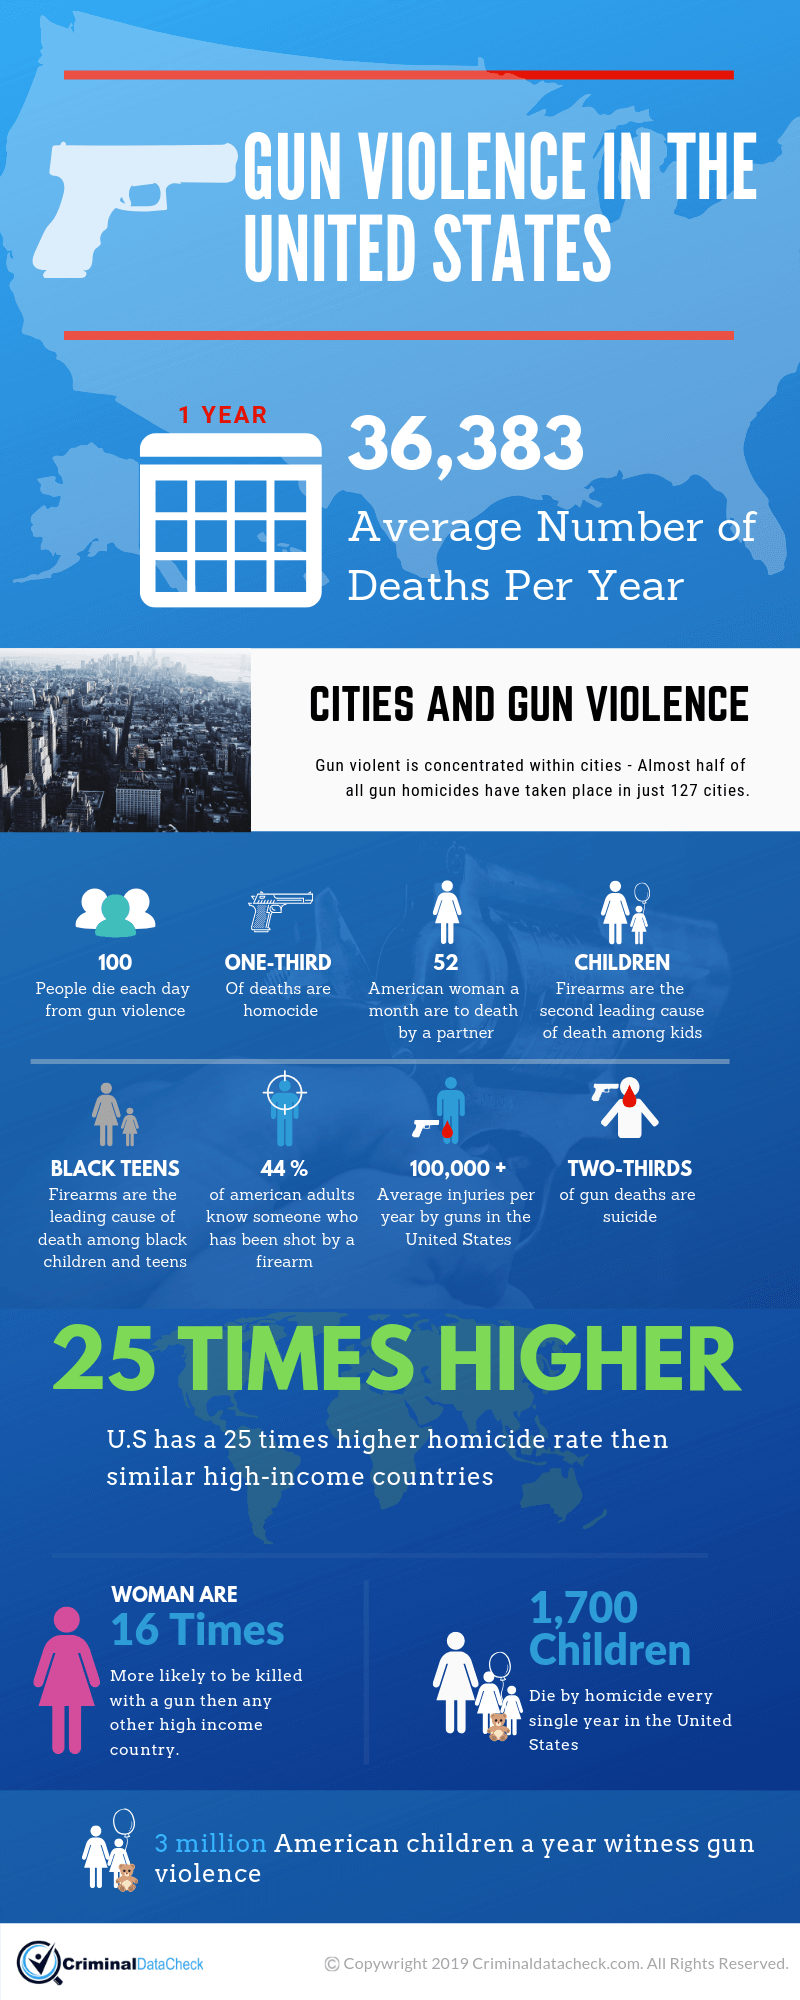 GUN VIOLENCE IN THE
UNITED STATES
1 YEAR
36,383
Average Number of
Deaths Per Year
CITIES AND GUN VIOLENCE
Gun violent is concentrated within cities - Almost half of
all gun homicides have taken place in just 127 cities.
100
People die each day
from gun violence
ONE-THIRD
Of deaths are
homocide
52
American woman a
month are to death
by a partner
CHILDREN
Firearms are the
second leading cause
of death among kids
BLACK TEENS
Firearms are the
leading cause of
death among black
children and teens
44 %
of american adults
know someone who
has been shot by a
firearm
100,000 +
Average injuries per
year by guns in the
United States
TWO-THIRDS
of gun deaths are
suicide
25 TIMES HIGHER
U.S has a 25 times higher homicide rate then
similar high-income countries
WOMAN ARE
16 Times
More likely to be killed
with a gun then any
other high income
country.
1,700
Children
Die by homicide every
single year in the United
States
3 million American children a year witness gun
violence
CriminalDataCheck
© Copywright 2019 Criminaldatacheck.com. All Rights Reserved.